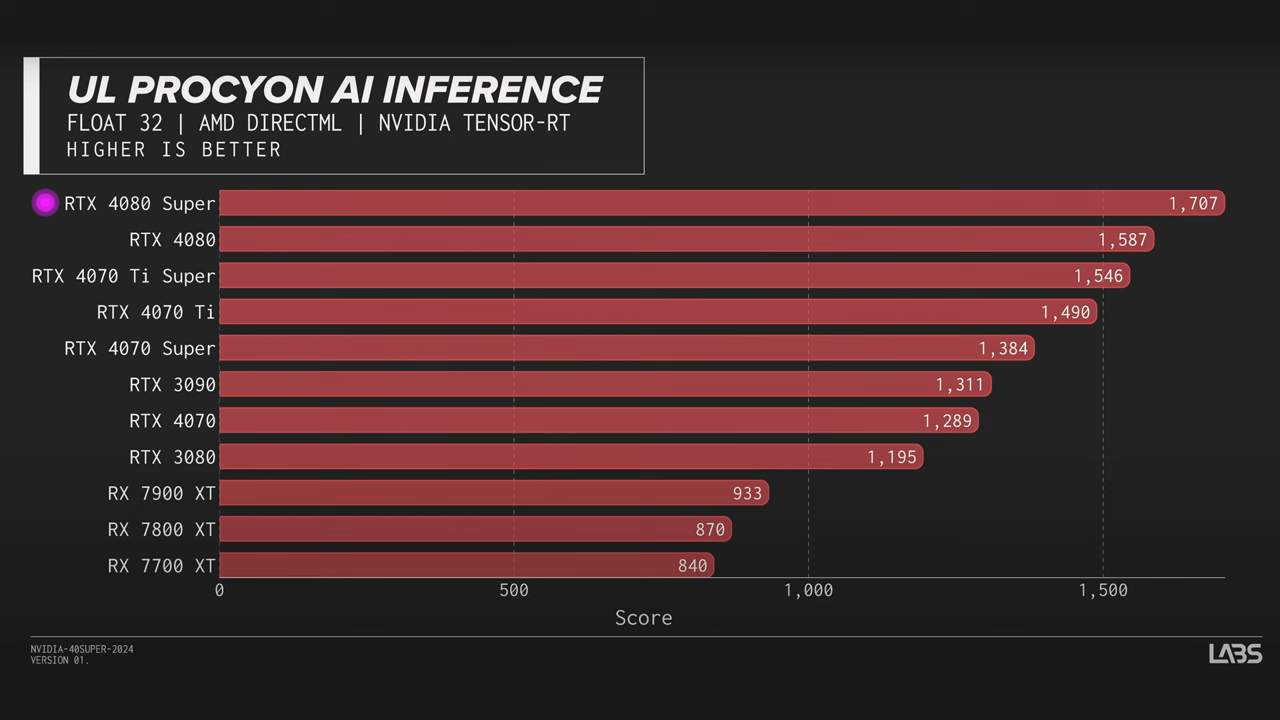 UL PROCYON AI INFERENCE
FLOAT 32 | AMD DIRECTML | NVIDIA TENSOR-RT
HIGHER IS BETTER
RTX 4080 Super 1,707
RTX 4080 1,587
RTX 4070 Ti Super 1,546
RTX 4070 Ti 1,490
RTX 4070 Super 1,384
RTX 3090 1,311
RTX 4070 1,289
RTX 3080 1,195
RX 7900 XT 933
RX 7800 XT 870
RX 7700 XT 840
0 500 1,000 1,500
Score
NVIDIA-40SUPER-2024
VERSION 01.
LABS